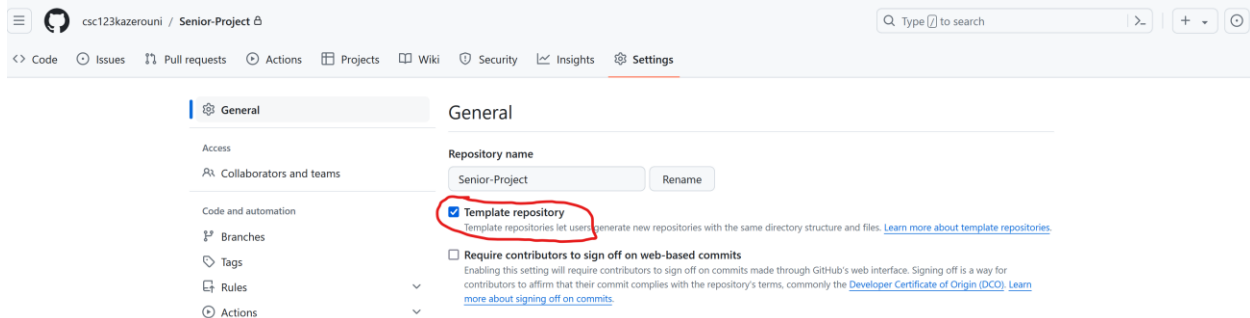 csc123kazerouni / Senior-Project
Type / to search
Code Issues Pull requests Actions Projects Wiki Security Insights Settings
General
Access
Collaborators and teams
Code and automation
Branches
Tags
Rules
Actions
General
Repository name
Senior-Project Rename
Template repository
Template repositories let users generate new repositories with the same directory structure and files. Learn more about template repositories.
Require contributors to sign off on web-based commits
Enabling this setting will require contributors to sign off on commits made through GitHub's web interface. Signing off is a way for
contributors to affirm that their commit complies with the repository's terms, commonly the Developer Certificate of Origin (DCO). Learn
more about signing off on commits.